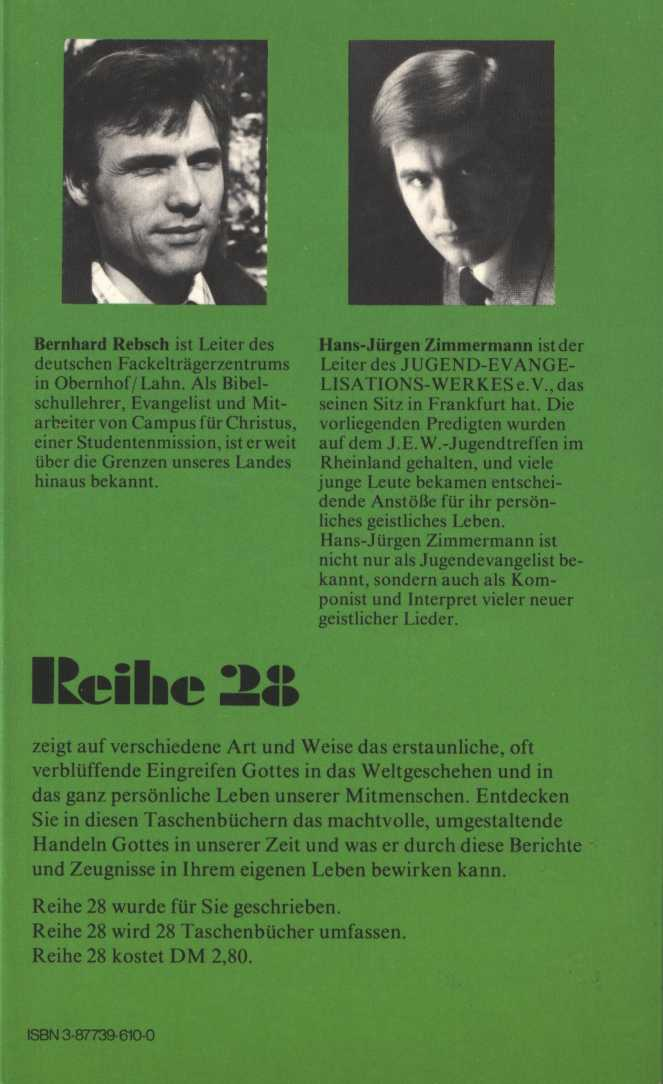 Bernhard Rebsch ist Leiter des
deutschen Fackelträgerzentrums
in Obernhof/Lahn. Als Bibel-
schullehrer, Evangelist und Mit-
arbeiter von Campus für Christus,
einer Studentenmission, ist er weit
über die Grenzen unseres Landes
hinaus bekannt.
Hans-Jürgen Zimmermann ist der
Leiter des JUGEND-EVANGE-
LISATIONS-WERKES e.V., das
seinen Sitz in Frankfurt hat. Die
vorliegenden Predigten wurden
auf dem J.E.W.-Jugendtreffen im
Rheinland gehalten, und viele
junge Leute bekamen entschei-
dende Anstöße für ihr persön-
liches geistliches Leben.
Hans-Jürgen Zimmermann ist
nicht nur als Jugendevangelist be-
kannt, sondern auch als Kom-
ponist und Interpret vieler neuer
geistlicher Lieder.
Reihe 28
zeigt auf verschiedene Art und Weise das erstaunliche, oft
verblüffende Eingreifen Gottes in das Weltgeschehen und in
das ganz persönliche Leben unserer Mitmenschen. Entdecken
Sie in diesen Taschenbüchern das machtvolle, umgestaltende
Handeln Gottes in unserer Zeit und was er durch diese Berichte
und Zeugnisse in Ihrem eigenen Leben bewirken kann.
Reihe 28 wurde für Sie geschrieben.
Reihe 28 wird 28 Taschenbücher umfassen.
Reihe 28 kostet DM 2,80.
ISBN 3-87739-610-0